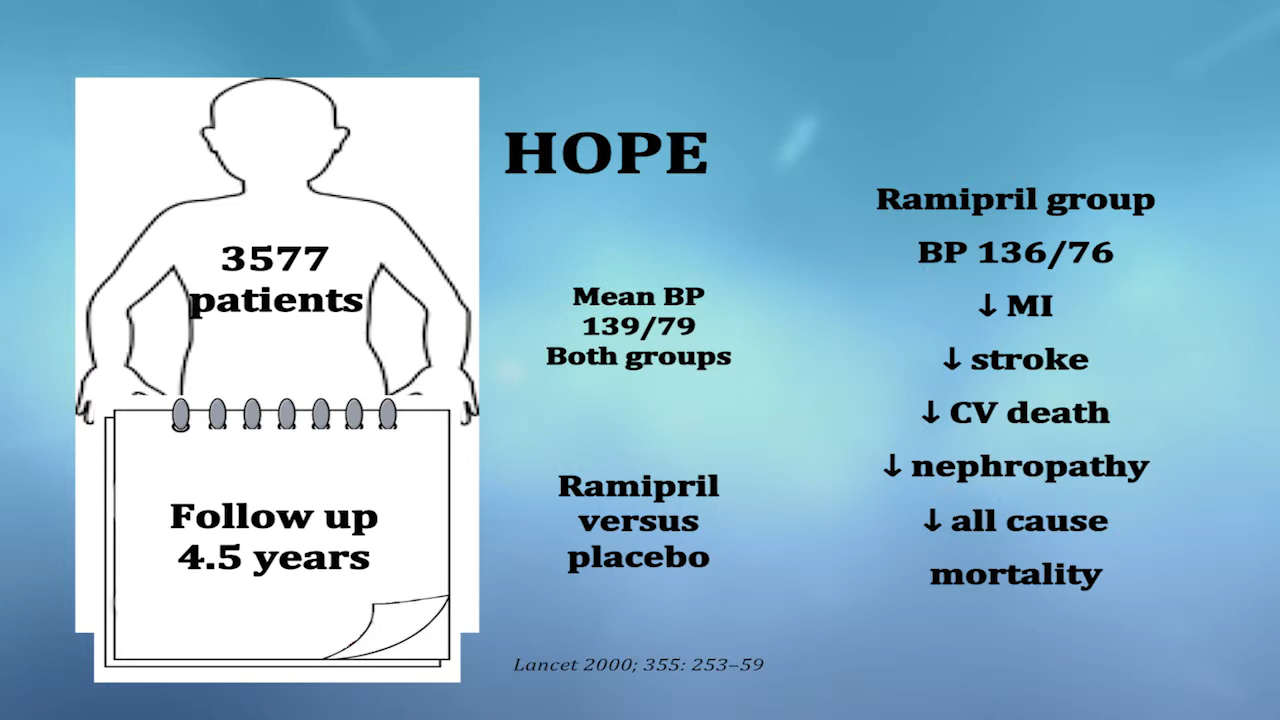 HOPE
3577
patients
Follow up
4.5 years
Mean BP
139/79
Both groups
Ramipril
versus
placebo
Ramipril group
BP 136/76
↓ MI
↓ stroke
↓ CV death
↓ nephropathy
↓ all cause
mortality
Lancet 2000; 355: 253–59